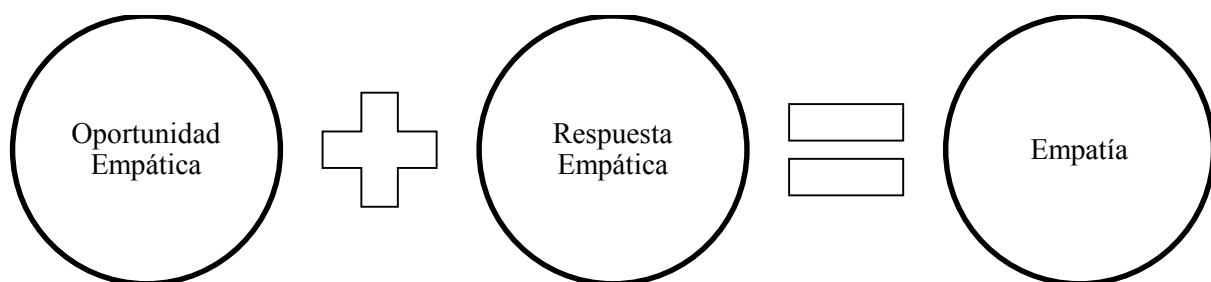 Oportunidad
Empática
Respuesta
Empática
Empatía